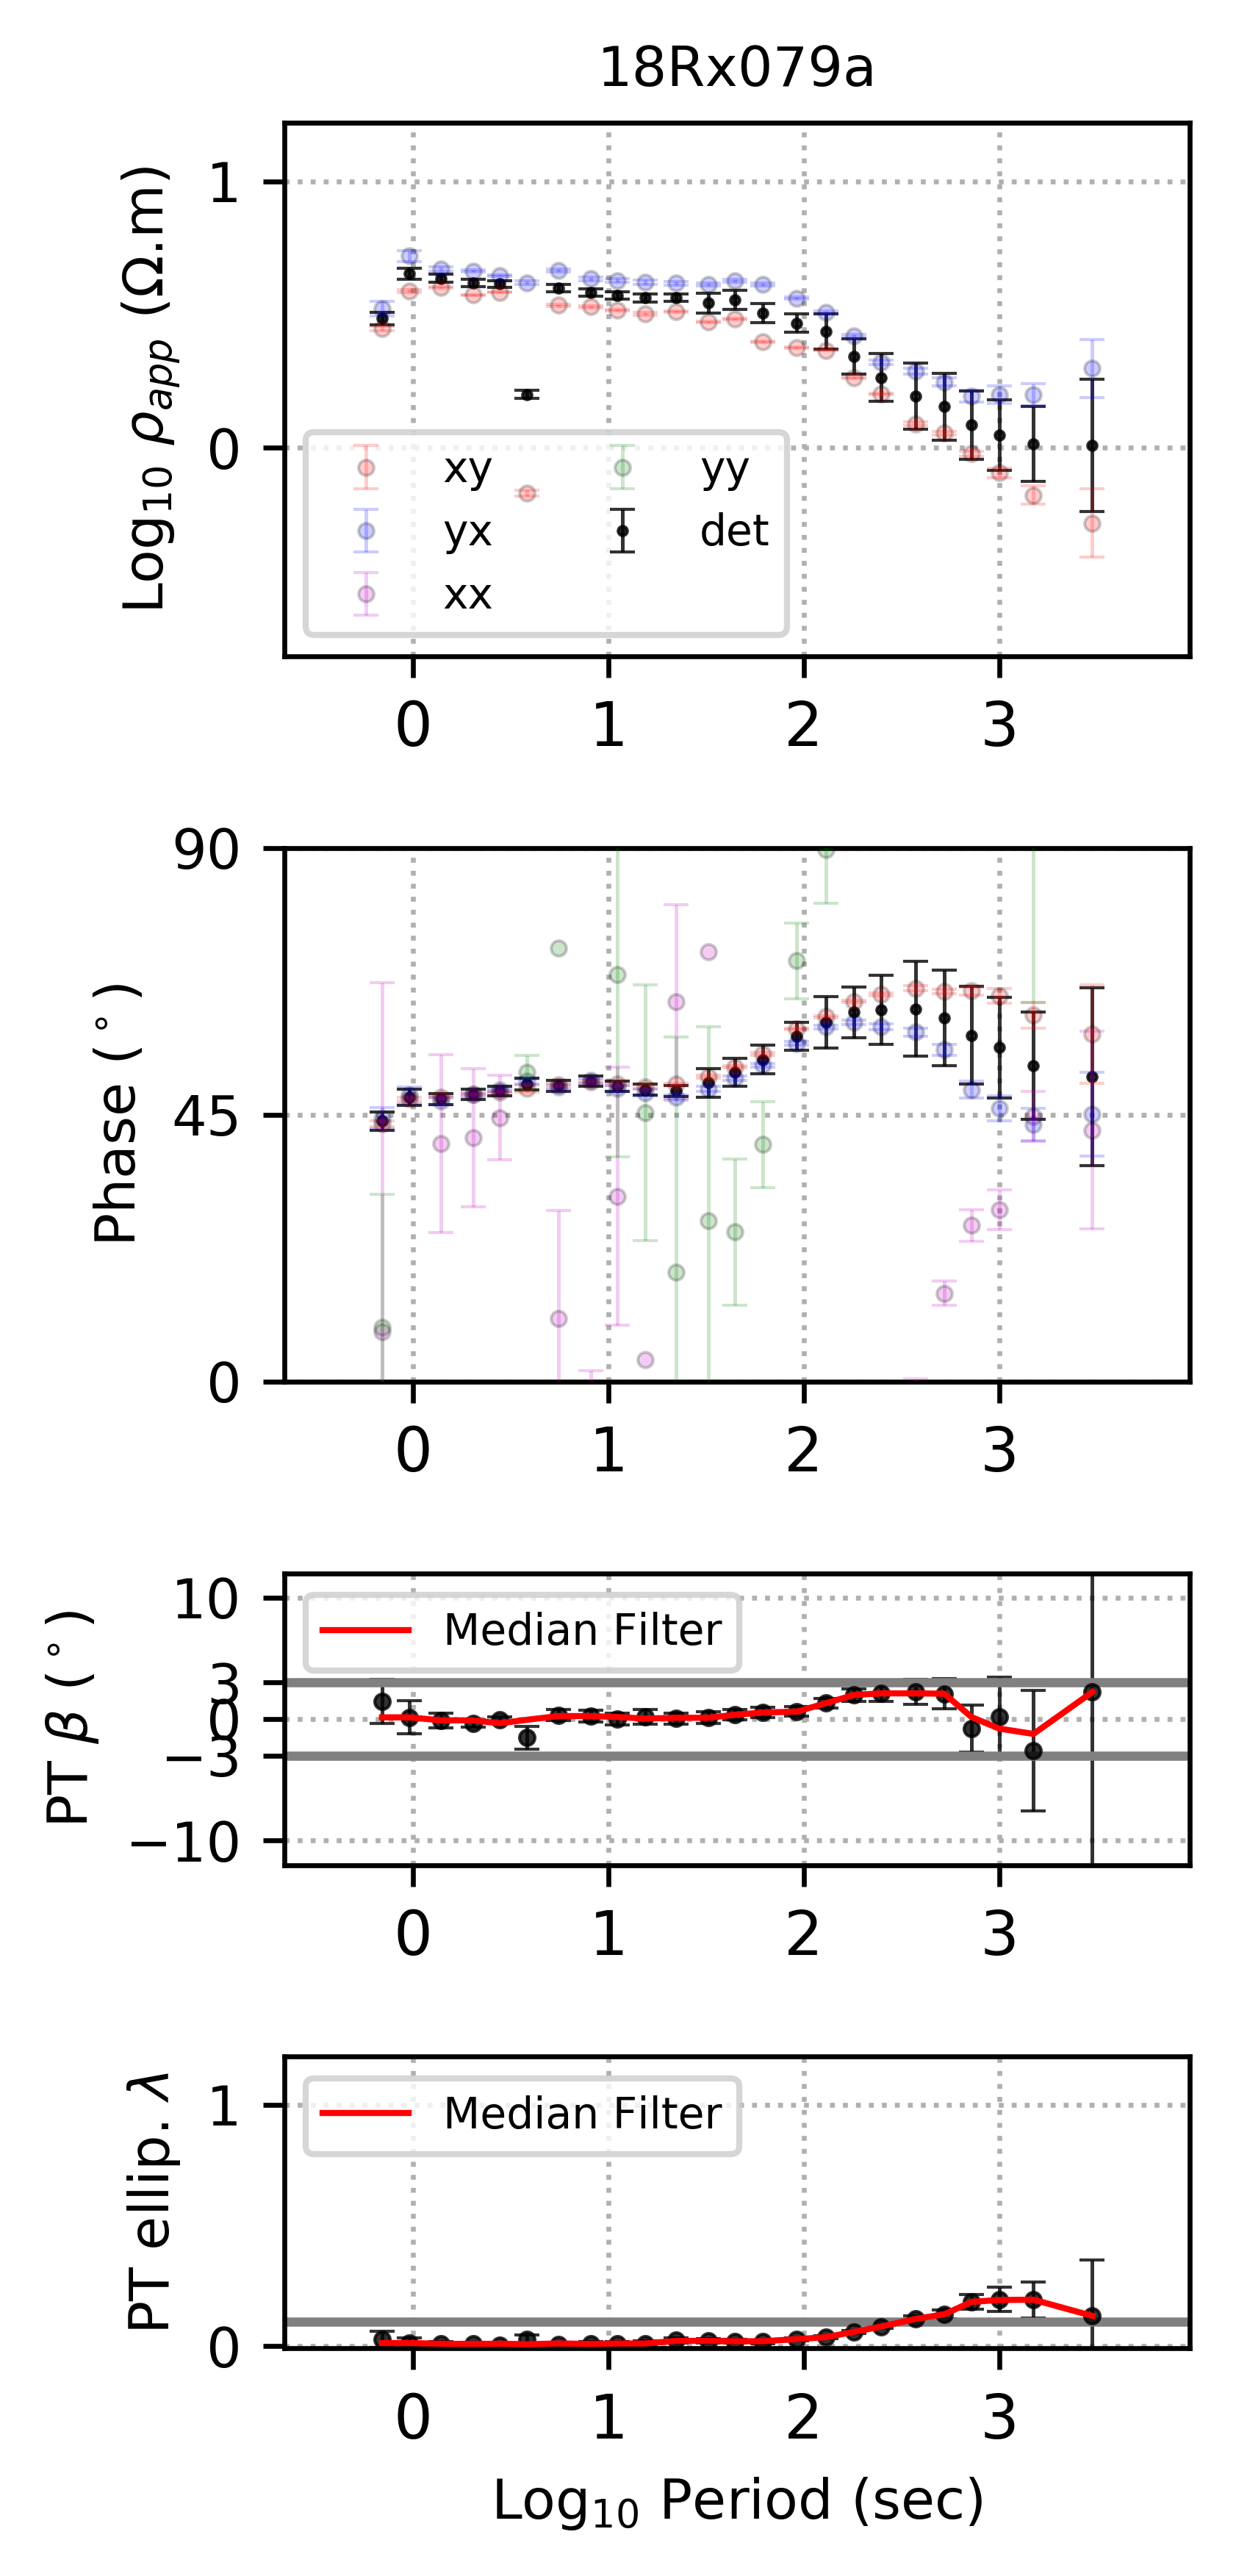 18Rx079a
Log10 ρapp (Ω.m)
1
0
xy
yx
xx
yy
det
0 1 2 3
Phase (°)
90
45
0
0 1 2 3
PT β (°)
10
3
0
−3
−10
Median Filter
0 1 2 3
PT ellip. λ
1
0
Median Filter
0 1 2 3
Log10 Period (sec)